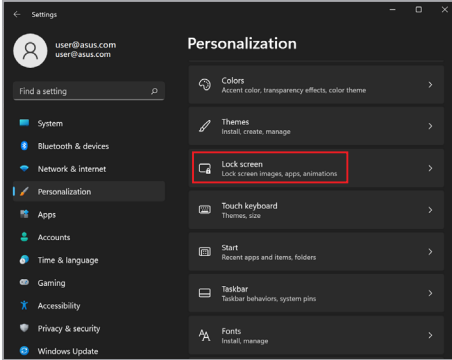 Settings
user@asus.com
user@asus.com
Find a setting
System
Bluetooth & devices
Network & internet
Personalization
Apps
Accounts
Time & language
Gaming
Accessibility
Privacy & security
Windows Update
Personalization
Colors
Accent color, transparency effects, color theme
Themes
Install, create, manage
Lock screen
Lock screen images, apps, animations
Touch keyboard
Themes, size
Start
Recent apps and items, folders
Taskbar
Taskbar behaviors, system pins
Fonts
Install, manage